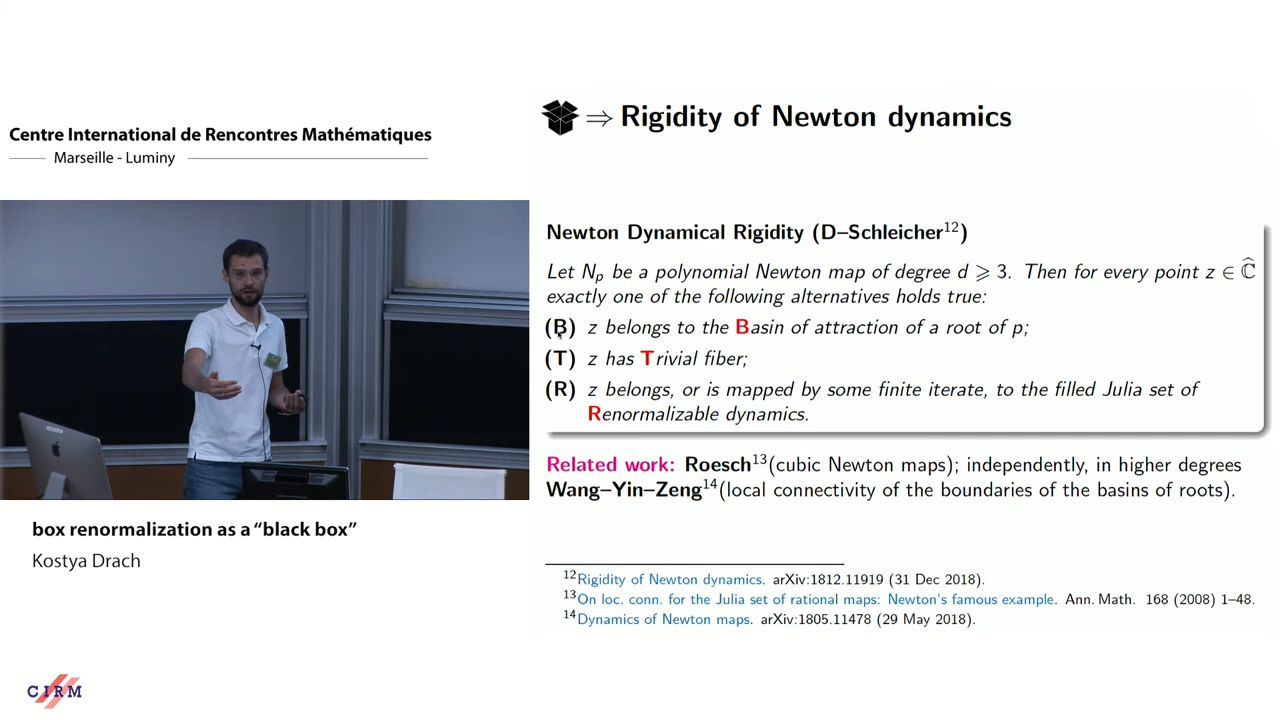 Centre International de Rencontres Mathématiques
Marseille - Luminy
box renormalization as a “black box”
Kostya Drach
CIRM
⇒ Rigidity of Newton dynamics
Newton Dynamical Rigidity (D–Schleicher¹²)
Let Nₚ be a polynomial Newton map of degree d ⩾ 3. Then for every point z ∈ Ĉ
exactly one of the following alternatives holds true:
(B) z belongs to the Basin of attraction of a root of p;
(T) z has Trivial fiber;
(R) z belongs, or is mapped by some finite iterate, to the filled Julia set of
Renormalizable dynamics.
Related work: Roesch¹³(cubic Newton maps); independently, in higher degrees
Wang–Yin–Zeng¹⁴(local connectivity of the boundaries of the basins of roots).
¹²Rigidity of Newton dynamics. arXiv:1812.11919 (31 Dec 2018).
¹³On loc. conn. for the Julia set of rational maps: Newton's famous example. Ann. Math. 168 (2008) 1–48.
¹⁴Dynamics of Newton maps. arXiv:1805.11478 (29 May 2018).